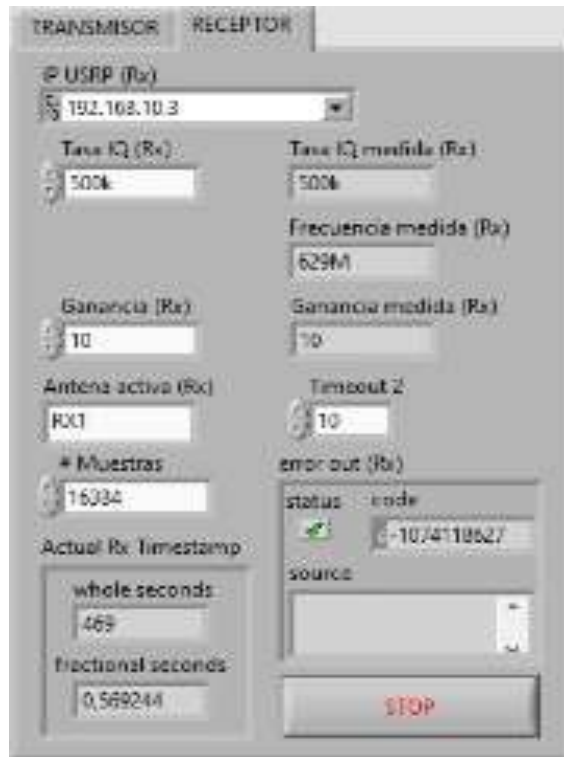 TRANSMISOR RECEPTOR
IP USRP (Rx)
192.168.10.3
Tasa IQ (Rx) Tasa IQ medida (Rx)
500k 500k
Frecuencia medida (Rx)
629M
Ganancia (Rx) Ganancia medida (Rx)
10 10
Antena activa (Rx) Timeout 2
RX1 10
# Muestras error out (Rx)
16384 status code
-1074118627
Actual Rx Timestamp source
whole seconds
469
fractional seconds
0,569244 STOP